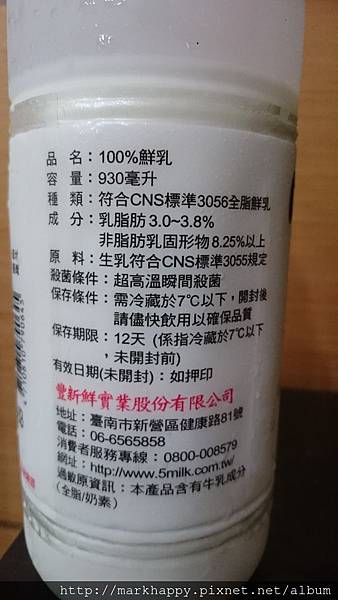 品　名：100%鮮乳
容　量：930毫升
種　類：符合CNS標準3056全脂鮮乳
成　分：乳脂肪3.0~3.8%
非脂肪乳固形物8.25%以上
原　料：生乳符合CNS標準3055規定
殺菌條件：超高溫瞬間殺菌
保存條件：需冷藏於7℃以下，開封後
請儘快飲用以確保品質
保存期限：12天 (係指冷藏於7℃以下
，未開封前)
有效日期(未開封)：如押印
豐新鮮實業股份有限公司
地址：臺南市新營區健康路81號
電話：06-6565858
消費者服務專線：0800-008579
網址：http://www.5milk.com.tw/
過敏原資訊：本產品含有牛乳成分
(全脂/奶素)
http://markhappy.pixnet.net/album